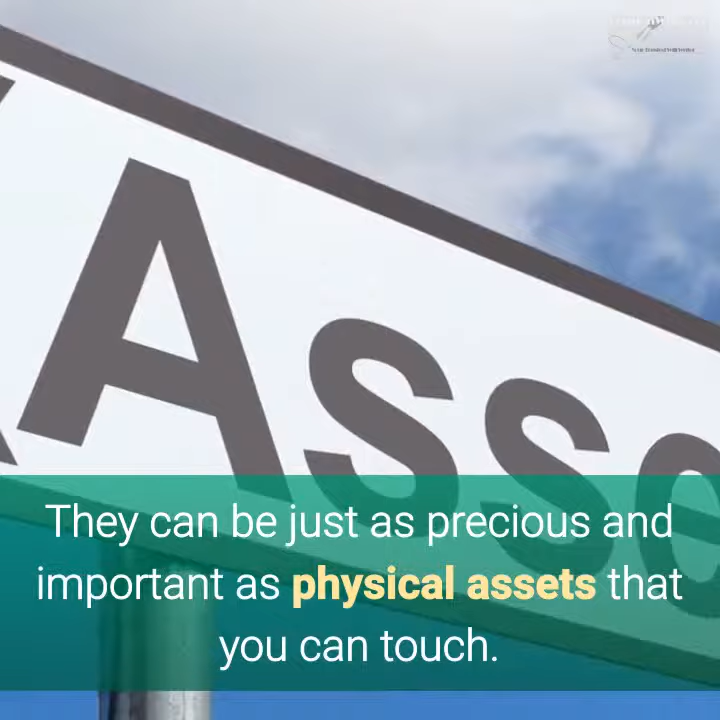 Asse
They can be just as precious and
important as physical assets that
you can touch.